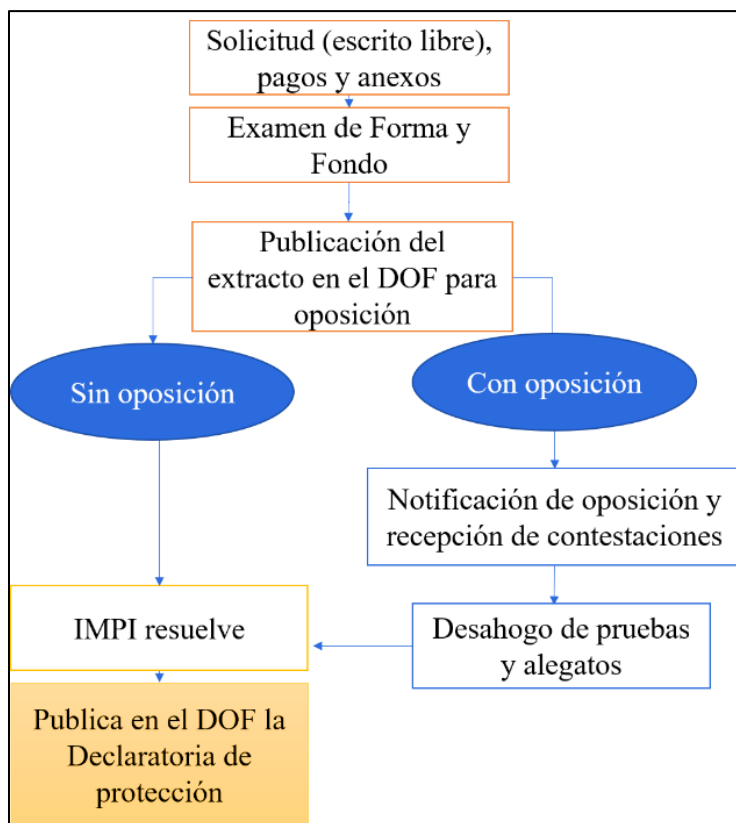 Solicitud (escrito libre),
pagos y anexos
Examen de Forma y
Fondo
Publicación del
extracto en el DOF para
oposición
Sin oposición
Con oposición
Notificación de oposición y
recepción de contestaciones
IMPI resuelve
Desahogo de pruebas
y alegatos
Publica en el DOF la
Declaratoria de
protección